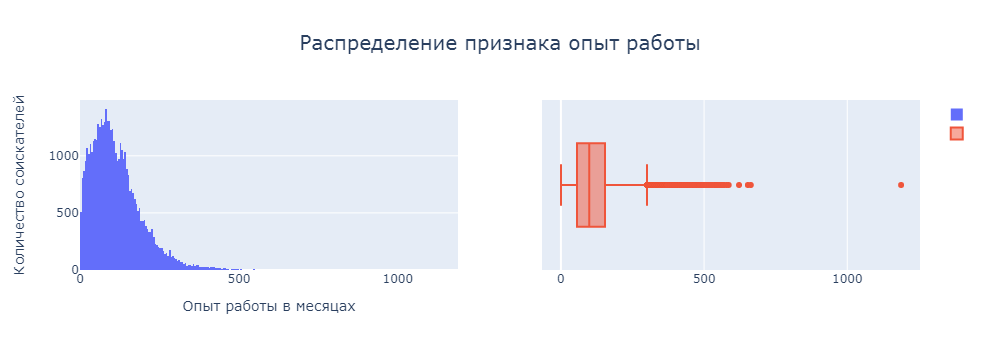 Распределение признака опыт работы
Количество соискателей
1000
500
0
0 500 1000
Опыт работы в месяцах
0 500 1000